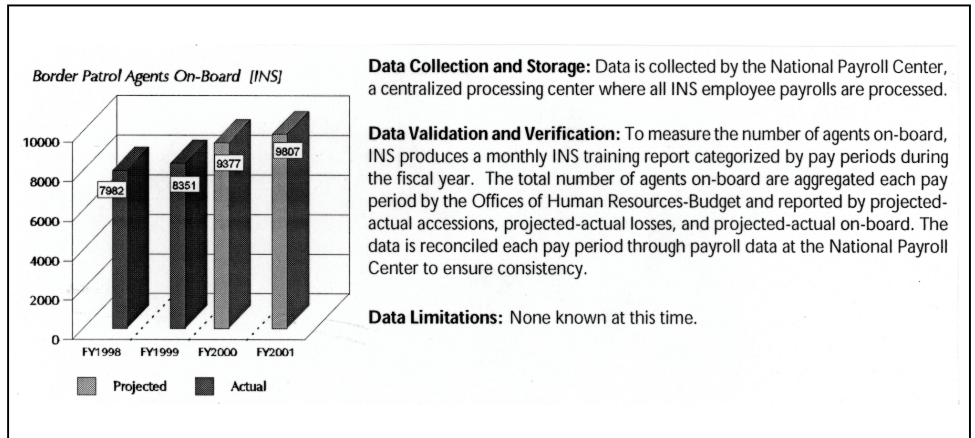 Border Patrol Agents On-Board [INS]
10000
8000
6000
4000
2000
0
7982
8351
9377
9807
FY1998 FY1999 FY2000 FY2001
Projected Actual
Data Collection and Storage: Data is collected by the National Payroll Center,
a centralized processing center where all INS employee payrolls are processed.
Data Validation and Verification: To measure the number of agents on-board,
INS produces a monthly INS training report categorized by pay periods during
the fiscal year. The total number of agents on-board are aggregated each pay
period by the Offices of Human Resources-Budget and reported by projected-
actual accessions, projected-actual losses, and projected-actual on-board. The
data is reconciled each pay period through payroll data at the National Payroll
Center to ensure consistency.
Data Limitations: None known at this time.